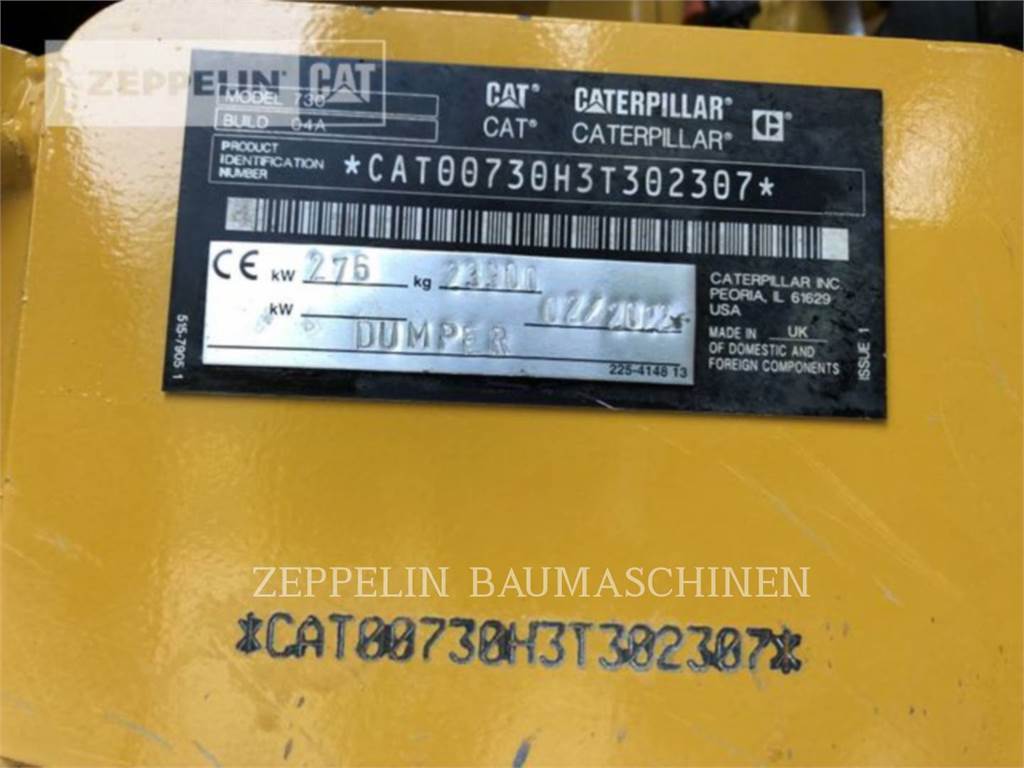 ZEPPELIN CAT
MODEL 730
BUILD 04A
CAT® CATERPILLAR®
CAT® CATERPILLAR®
PRODUCT
IDENTIFICATION
NUMBER
*CAT00730H3T302307*
CE kW 276 kg
kW
DUMPER
225-4148 13
CATERPILLAR INC.
PEORIA, IL 61629
USA
MADE IN UK
OF DOMESTIC AND
FOREIGN COMPONENTS
ISSUE 1
515-7905 1
ZEPPELIN BAUMASCHINEN
*CAT00730H3T302307*